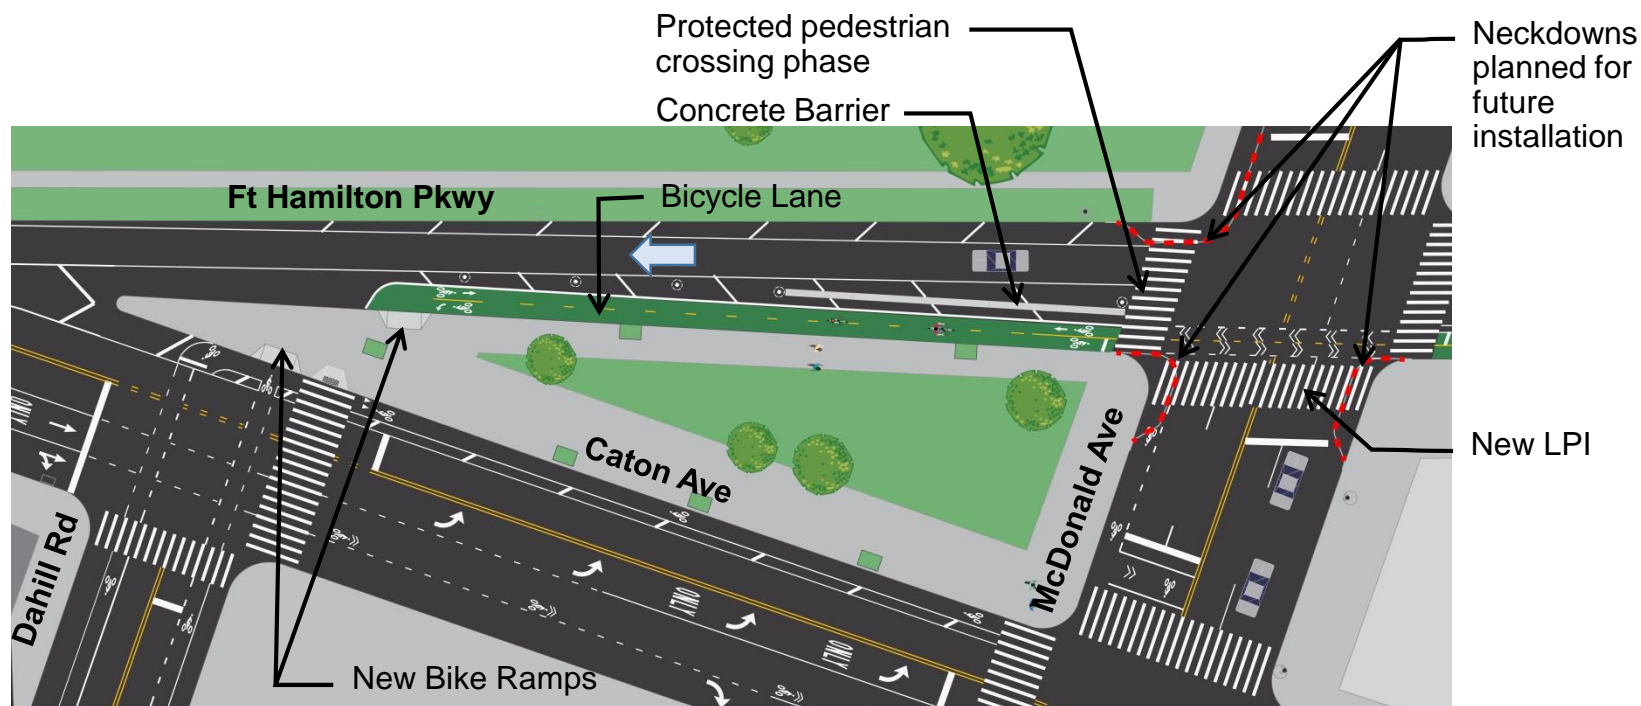 Protected pedestrian
crossing phase
Concrete Barrier
Neckdowns
planned for
future
installation
Ft Hamilton Pkwy
Bicycle Lane
New LPI
Caton Ave
McDonald Ave
Dahill Rd
New Bike Ramps
ONLY
ONLY
ONLY